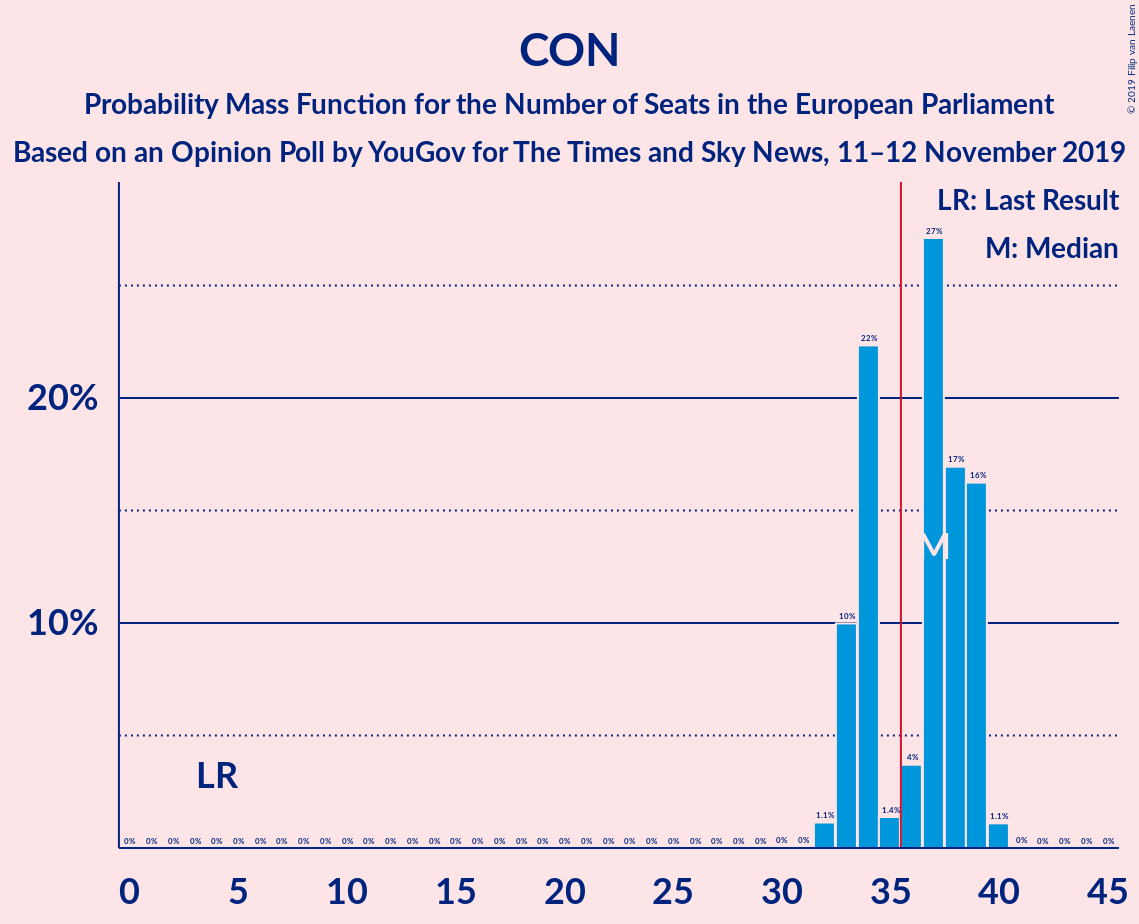 CON
Probability Mass Function for the Number of Seats in the European Parliament
Based on an Opinion Poll by YouGov for The Times and Sky News, 11–12 November 2019
© 2019 Filip van Laenen
LR: Last Result
M: Median
27%
22%
20%
17%
16%
M
10%
10%
4%
LR
1.1% 1.4% 1.1%
0% 0% 0% 0% 0% 0% 0% 0% 0% 0% 0% 0% 0% 0% 0% 0% 0% 0% 0% 0% 0% 0% 0% 0% 0% 0% 0% 0% 0% 0% 0% 0% 0% 0% 0% 0% 0%
0 5 10 15 20 25 30 35 40 45